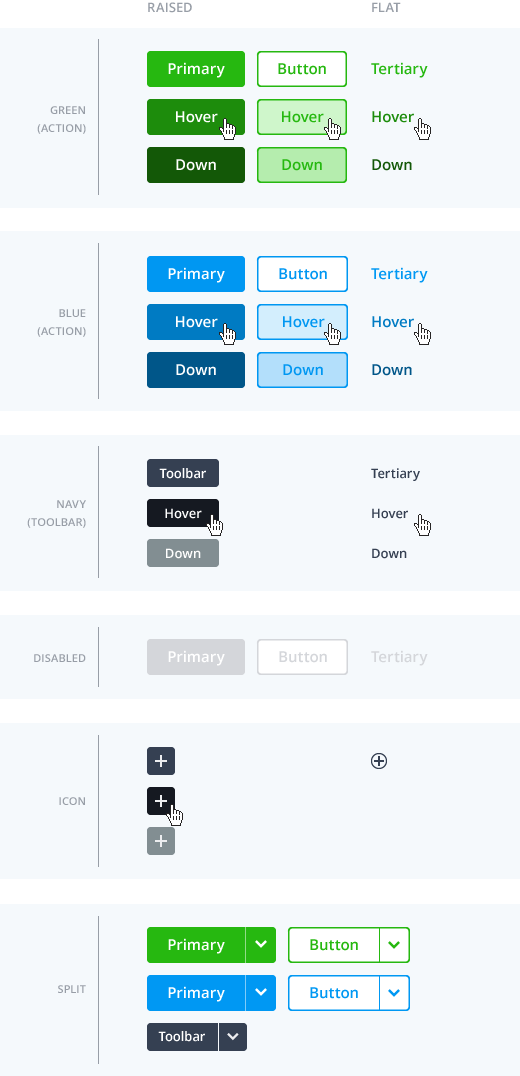 RAISED FLAT
GREEN
(ACTION)
Primary Button Tertiary
Hover Hover Hover
Down Down Down
BLUE
(ACTION)
Primary Button Tertiary
Hover Hover Hover
Down Down Down
NAVY
(TOOLBAR)
Toolbar Tertiary
Hover Hover
Down Down
DISABLED
Primary Button Tertiary
ICON
SPLIT
Primary Button
Primary Button
Toolbar